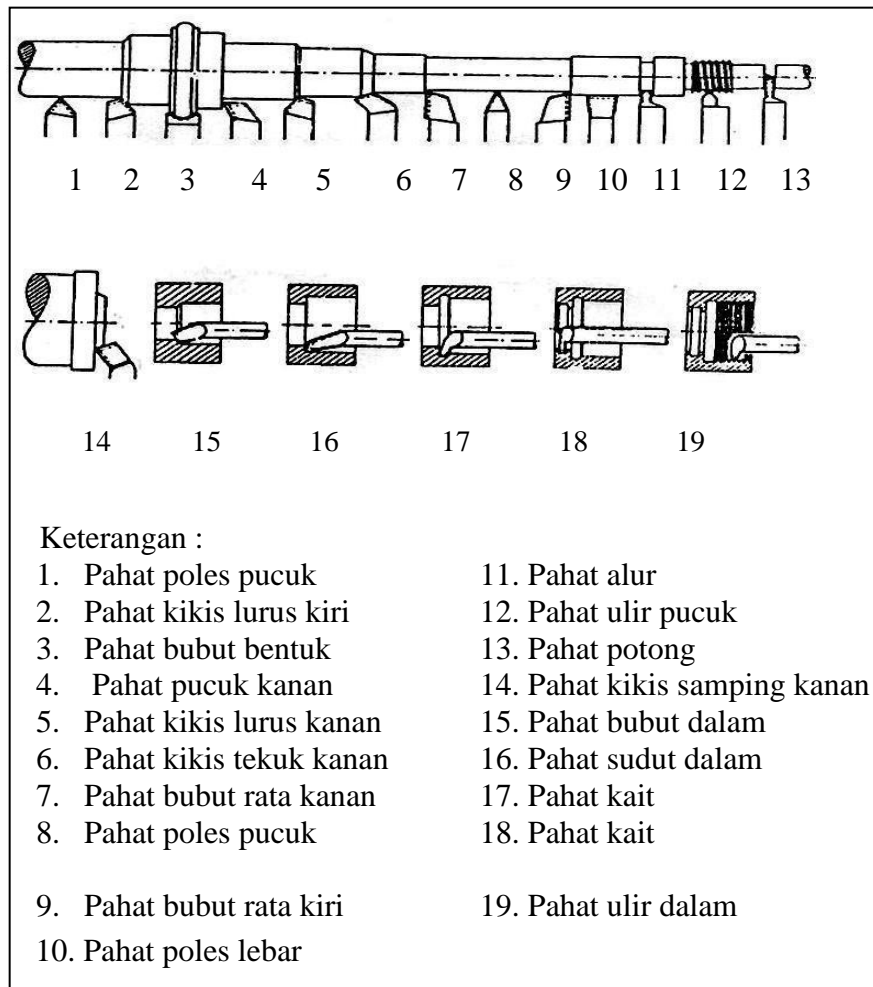 1 2 3 4 5 6 7 8 9 10 11 12 13
14 15 16 17 18 19
Keterangan :
1. Pahat poles pucuk
2. Pahat kikis lurus kiri
3. Pahat bubut bentuk
4. Pahat pucuk kanan
5. Pahat kikis lurus kanan
6. Pahat kikis tekuk kanan
7. Pahat bubut rata kanan
8. Pahat poles pucuk
9. Pahat bubut rata kiri
10. Pahat poles lebar
11. Pahat alur
12. Pahat ulir pucuk
13. Pahat potong
14. Pahat kikis samping kanan
15. Pahat bubut dalam
16. Pahat sudut dalam
17. Pahat kait
18. Pahat kait
19. Pahat ulir dalam